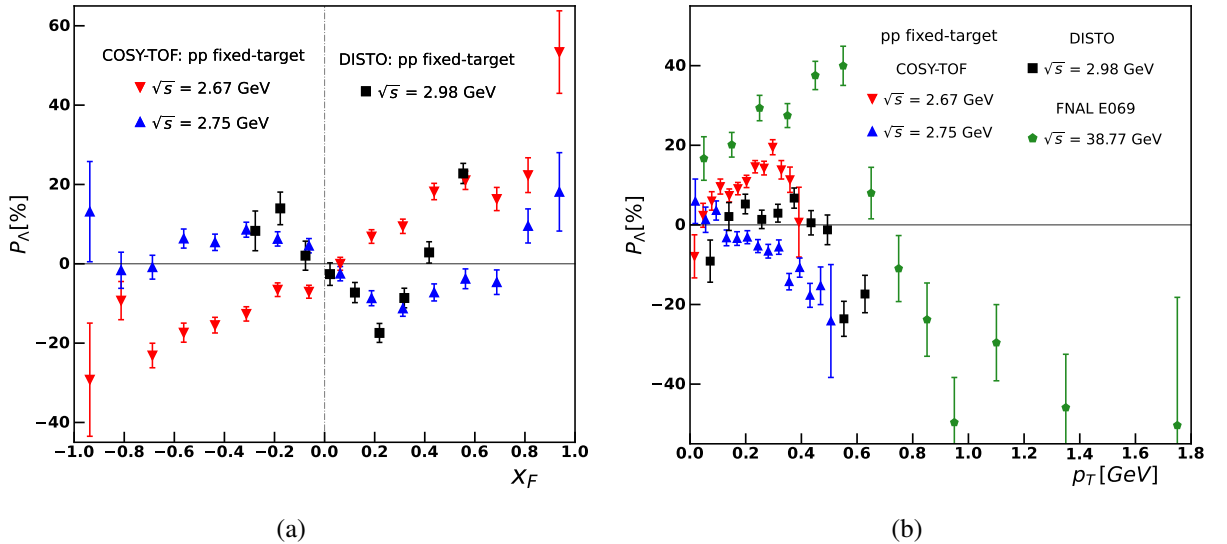 60
40
20
0
−20
−40
P_Λ [%]
COSY-TOF: pp fixed-target
√s = 2.67 GeV
√s = 2.75 GeV
DISTO: pp fixed-target
√s = 2.98 GeV
−1.0 −0.8 −0.6 −0.4 −0.2 0.0 0.2 0.4 0.6 0.8 1.0
x_F
(a)
40
20
0
−20
−40
P_Λ [%]
pp fixed-target
COSY-TOF
√s = 2.67 GeV
√s = 2.75 GeV
DISTO
√s = 2.98 GeV
FNAL E069
√s = 38.77 GeV
0.0 0.2 0.4 0.6 0.8 1.0 1.2 1.4 1.6 1.8
p_T [GeV]
(b)